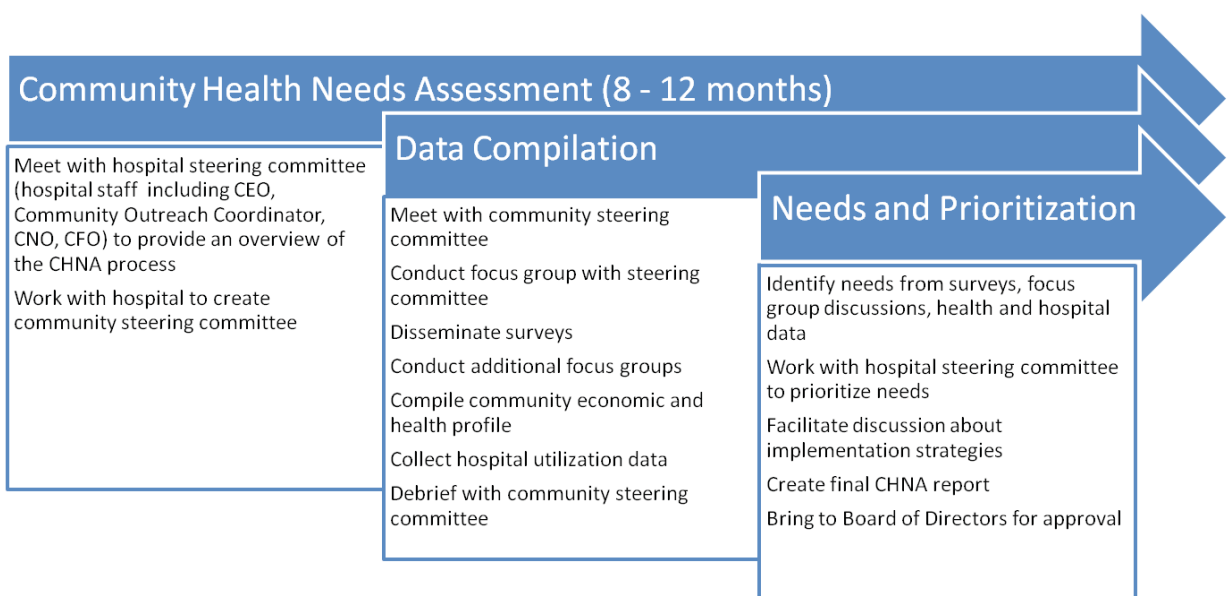 Community Health Needs Assessment (8 - 12 months)
Meet with hospital steering committee
(hospital staff including CEO,
Community Outreach Coordinator,
CNO, CFO) to provide an overview of
the CHNA process
Work with hospital to create
community steering committee
Data Compilation
Meet with community steering
committee
Conduct focus group with steering
committee
Disseminate surveys
Conduct additional focus groups
Compile community economic and
health profile
Collect hospital utilization data
Debrief with community steering
committee
Needs and Prioritization
Identify needs from surveys, focus
group discussions, health and hospital
data
Work with hospital steering committee
to prioritize needs
Facilitate discussion about
implementation strategies
Create final CHNA report
Bring to Board of Directors for approval